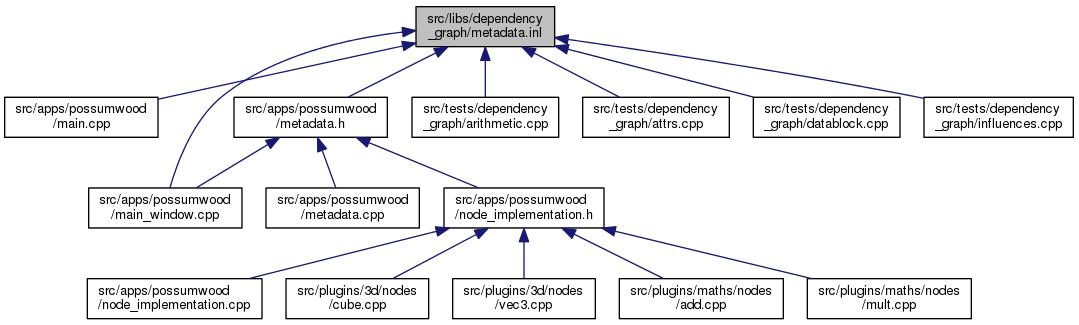 src/libs/dependency
_graph/metadata.inl
src/apps/possumwood
/main.cpp
src/apps/possumwood
/metadata.h
src/tests/dependency
_graph/arithmetic.cpp
src/tests/dependency
_graph/attrs.cpp
src/tests/dependency
_graph/datablock.cpp
src/tests/dependency
_graph/influences.cpp
src/apps/possumwood
/main_window.cpp
src/apps/possumwood
/metadata.cpp
src/apps/possumwood
/node_implementation.h
src/apps/possumwood
/node_implementation.cpp
src/plugins/3d/nodes
/cube.cpp
src/plugins/3d/nodes
/vec3.cpp
src/plugins/maths/nodes
/add.cpp
src/plugins/maths/nodes
/mult.cpp